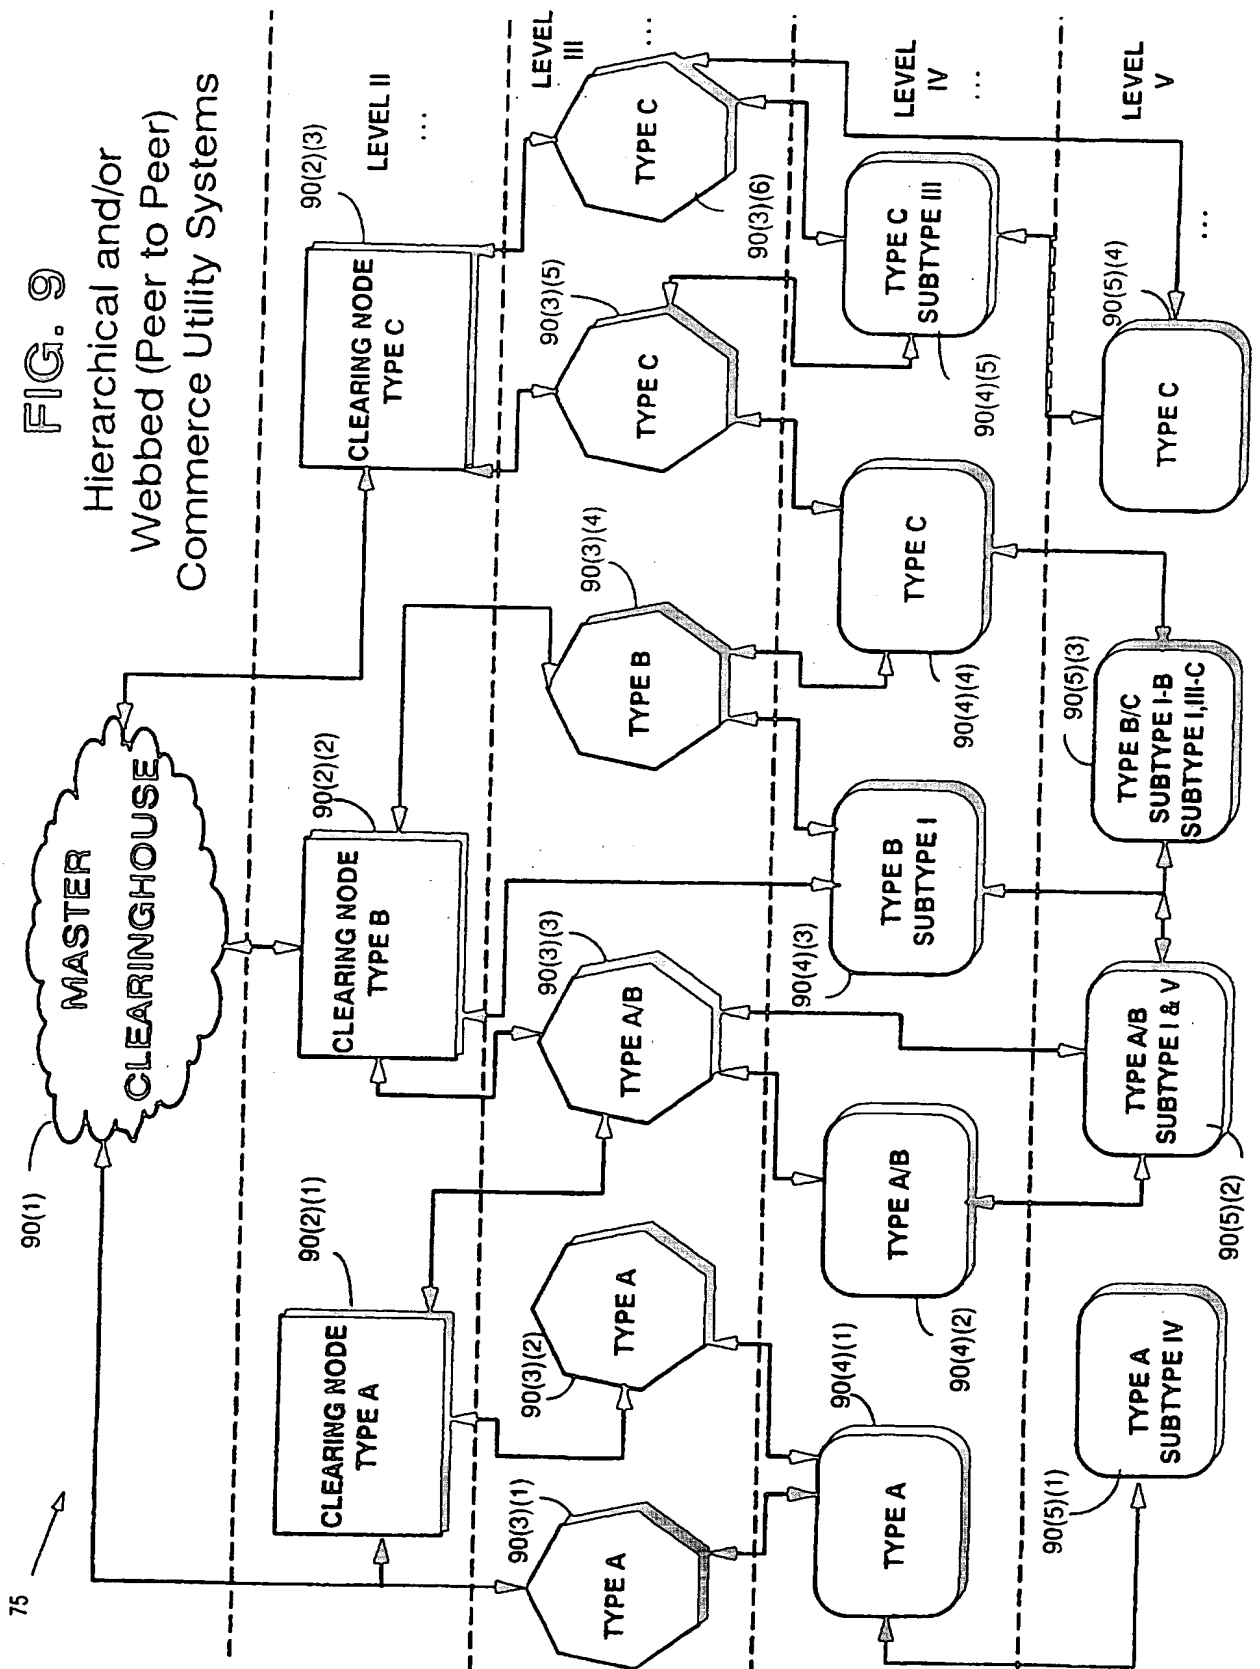 FIG. 9
Hierarchical and/or
Webbed (Peer to Peer)
Commerce Utility Systems
75
90(1)
MASTER
CLEARINGHOUSE
90(2)(1)
CLEARING NODE
TYPE A
90(2)(2)
CLEARING NODE
TYPE B
90(2)(3)
CLEARING NODE
TYPE C
LEVEL II
...
90(3)(1)
TYPE A
90(3)(2)
TYPE A
90(3)(3)
TYPE A/B
90(3)(4)
TYPE B
90(3)(5)
TYPE C
90(3)(6)
TYPE C
LEVEL
III
...
90(4)(1)
TYPE A
90(4)(2)
TYPE A/B
90(4)(3)
TYPE B
SUBTYPE I
90(4)(4)
TYPE C
90(4)(5)
TYPE C
SUBTYPE III
LEVEL
IV
...
90(5)(1)
TYPE A
SUBTYPE IV
90(5)(2)
TYPE A/B
SUBTYPE I & V
90(5)(3)
TYPE B/C
SUBTYPE I-B
SUBTYPE I,III-C
90(5)(4)
TYPE C
LEVEL
V
...